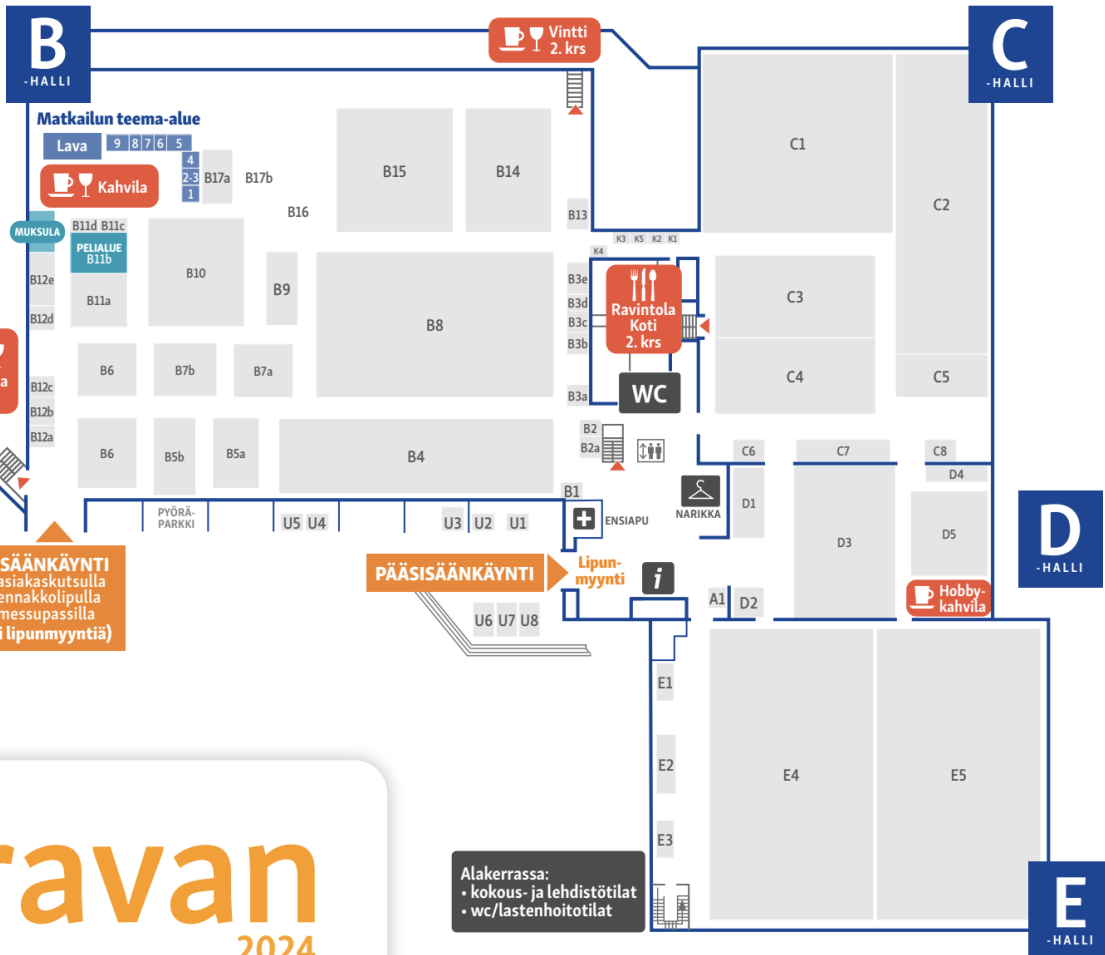 B
-HALLI
Vintti
2. krs
C
-HALLI
Matkailun teema-alue
Lava
9 8 7 6 5
4
2-3
1
B17a
B17b
B16
Kahvila
B15
B14
B13
C1
C2
MUKSULA
B11d B11c
PELIALUE
B11b
B11a
B12e
B12d
B10
B9
B8
K3 K5 K2 K1
K4
B3e
B3d
B3c
B3b
B3a
Ravintola
Koti
2. krs
WC
C3
C4
C5
a
B6
B7b
B7a
B12c
B12b
B12a
B6
B5b
B5a
B4
B2
B2a
C6
C7
C8
D4
B1
ENSIAPU
NARIKKA
D1
D3
D5
D
-HALLI
PYÖRÄ-
PARKKI
U5 U4
U3 U2 U1
SÄÄNKÄYNTI
asiakaskutsulla
ennakkolipulla
messupassilla
i lipunmyyntiä)
PÄÄSISÄÄNKÄYNTI
Lipun-
myynti
i
A1
D2
Hobby-
kahvila
U6 U7 U8
E1
E2
E3
E4
E5
Alakerrassa:
• kokous- ja lehdistötilat
• wc/lastenhoitotilat
E
-HALLI
ravan
2024